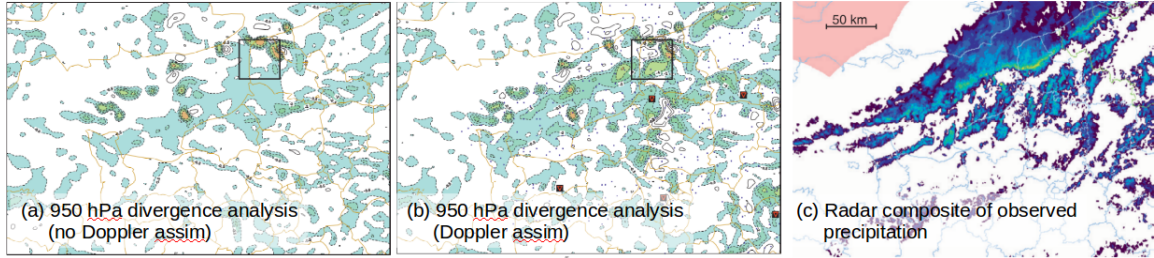 50 km
(a) 950 hPa divergence analysis
(no Doppler assim)
(b) 950 hPa divergence analysis
(Doppler assim)
(c) Radar composite of observed
precipitation